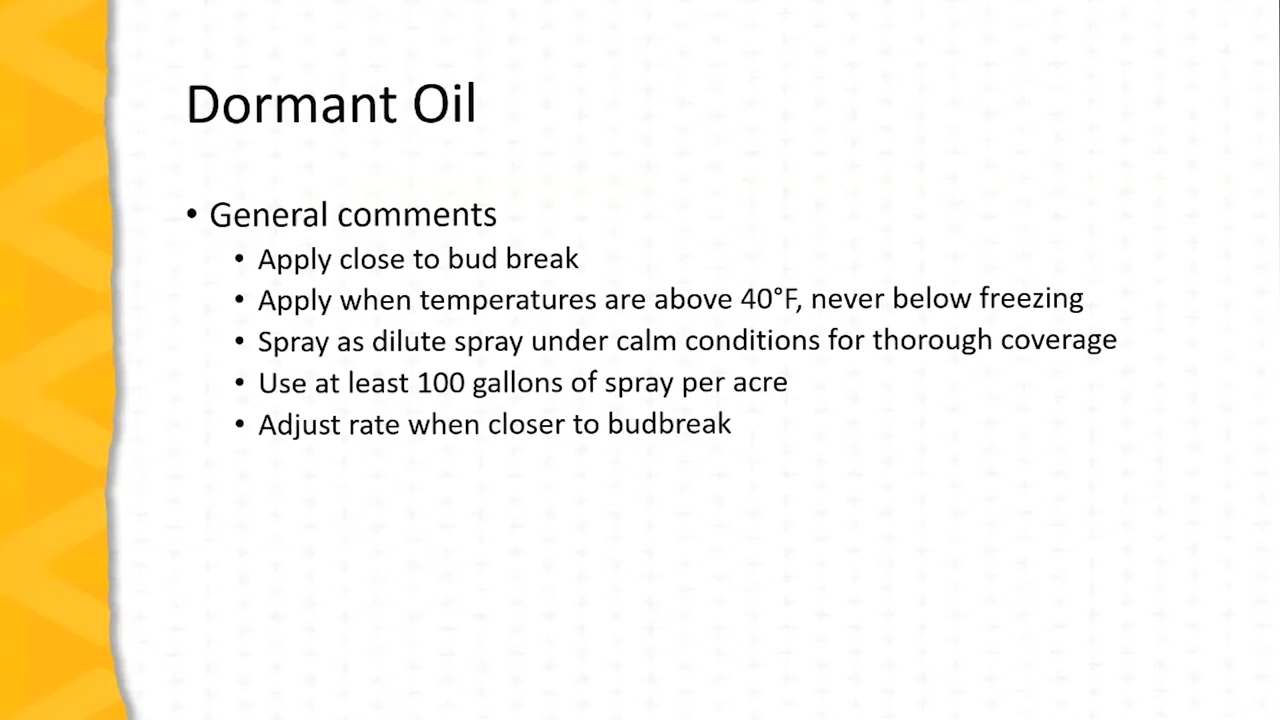 Dormant Oil
• General comments
• Apply close to bud break
• Apply when temperatures are above 40°F, never below freezing
• Spray as dilute spray under calm conditions for thorough coverage
• Use at least 100 gallons of spray per acre
• Adjust rate when closer to budbreak